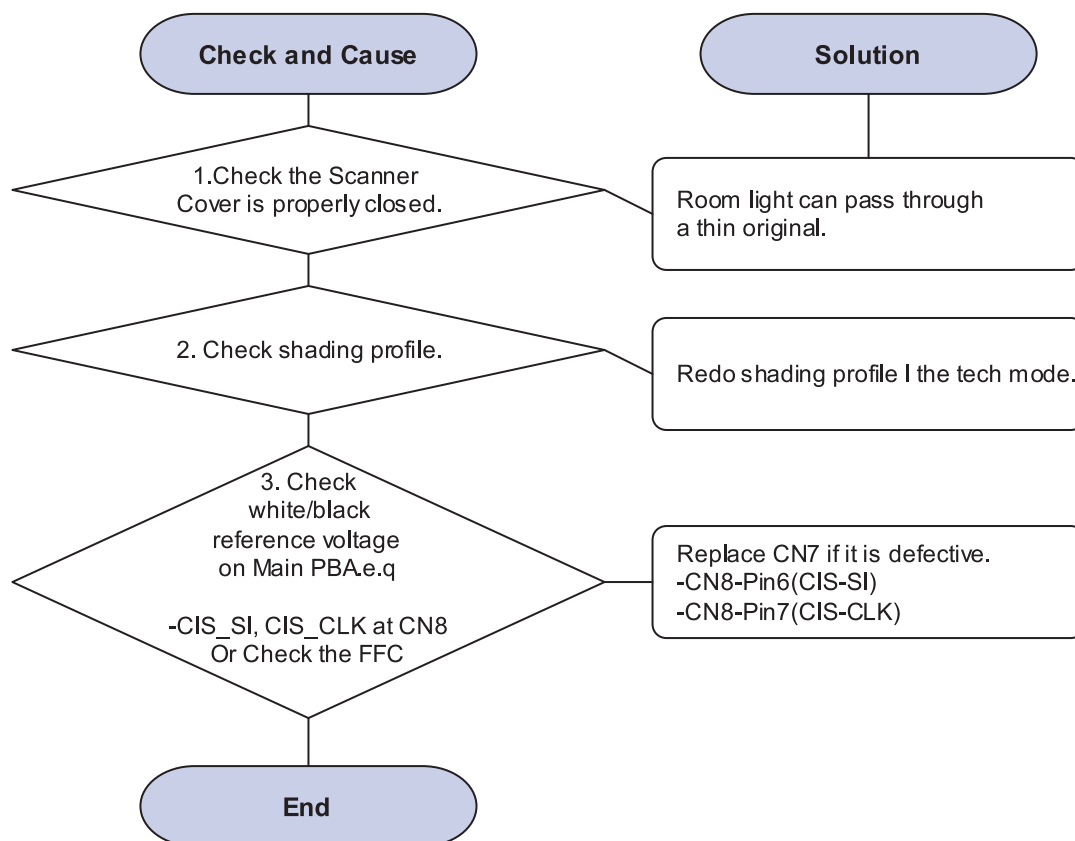 Check and Cause
Solution
1.Check the Scanner
Cover is properly closed.
Room light can pass through
a thin original.
2. Check shading profile.
Redo shading profile I the tech mode.
3. Check
white/black
reference voltage
on Main PBA.e.q
-CIS_SI, CIS_CLK at CN8
Or Check the FFC
Replace CN7 if it is defective.
-CN8-Pin6(CIS-SI)
-CN8-Pin7(CIS-CLK)
End